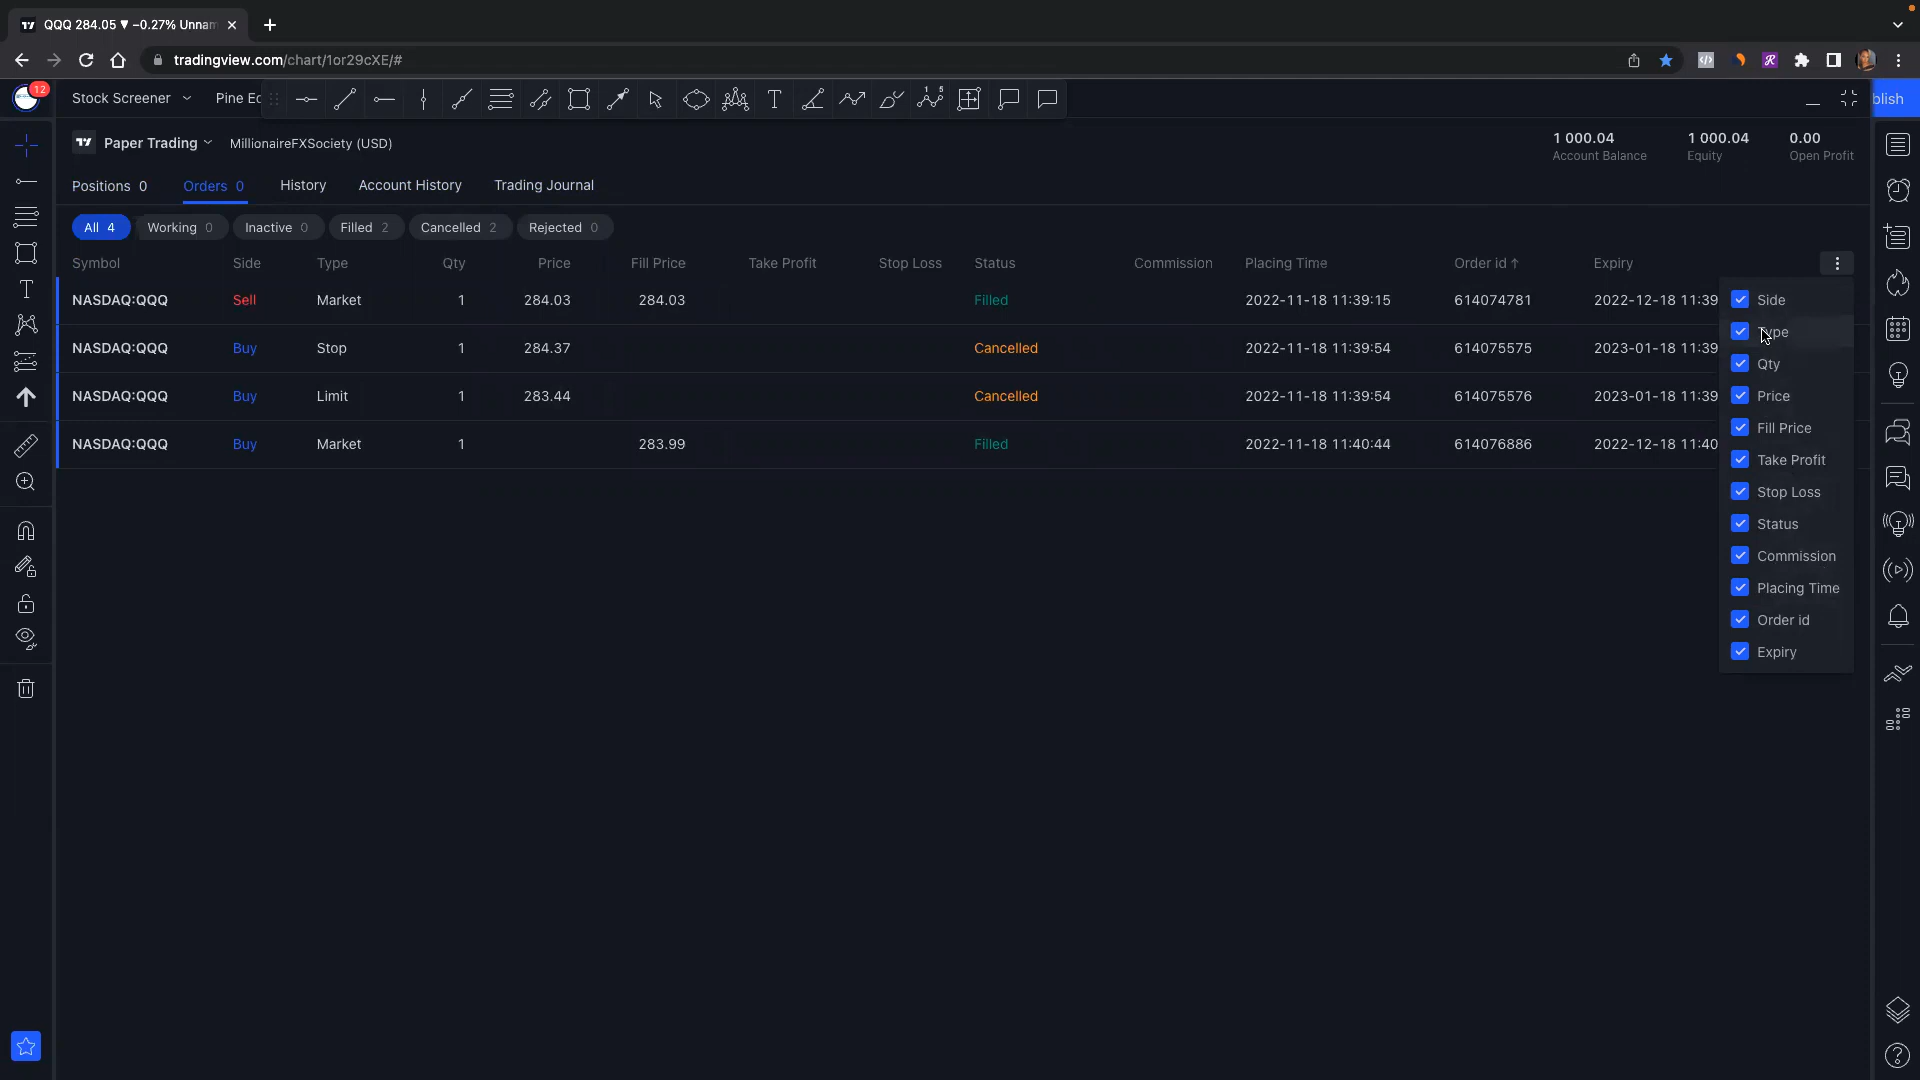 QQQ 284.05 ▼ −0.27% Unnam
tradingview.com/chart/1or29cXE/#
12
Stock Screener
Pine Ec
1 5
blish
Paper Trading
MillionaireFXSociety (USD)
1 000.04
1 000.04
0.00
Account Balance
Equity
Open Profit
Positions 0
Orders 0
History
Account History
Trading Journal
All 4
Working 0
Inactive 0
Filled 2
Cancelled 2
Rejected 0
Symbol Side Type Qty Price Fill Price Take Profit Stop Loss Status Commission Placing Time Order id ↑ Expiry
NASDAQ:QQQ Sell Market 1 284.03 284.03 Filled 2022-11-18 11:39:15 614074781 2022-12-18 11:39
NASDAQ:QQQ Buy Stop 1 284.37 Cancelled 2022-11-18 11:39:54 614075575 2023-01-18 11:39
NASDAQ:QQQ Buy Limit 1 283.44 Cancelled 2022-11-18 11:39:54 614075576 2023-01-18 11:39
NASDAQ:QQQ Buy Market 1 283.99 Filled 2022-11-18 11:40:44 614076886 2022-12-18 11:40
Side
Type
Qty
Price
Fill Price
Take Profit
Stop Loss
Status
Commission
Placing Time
Order id
Expiry